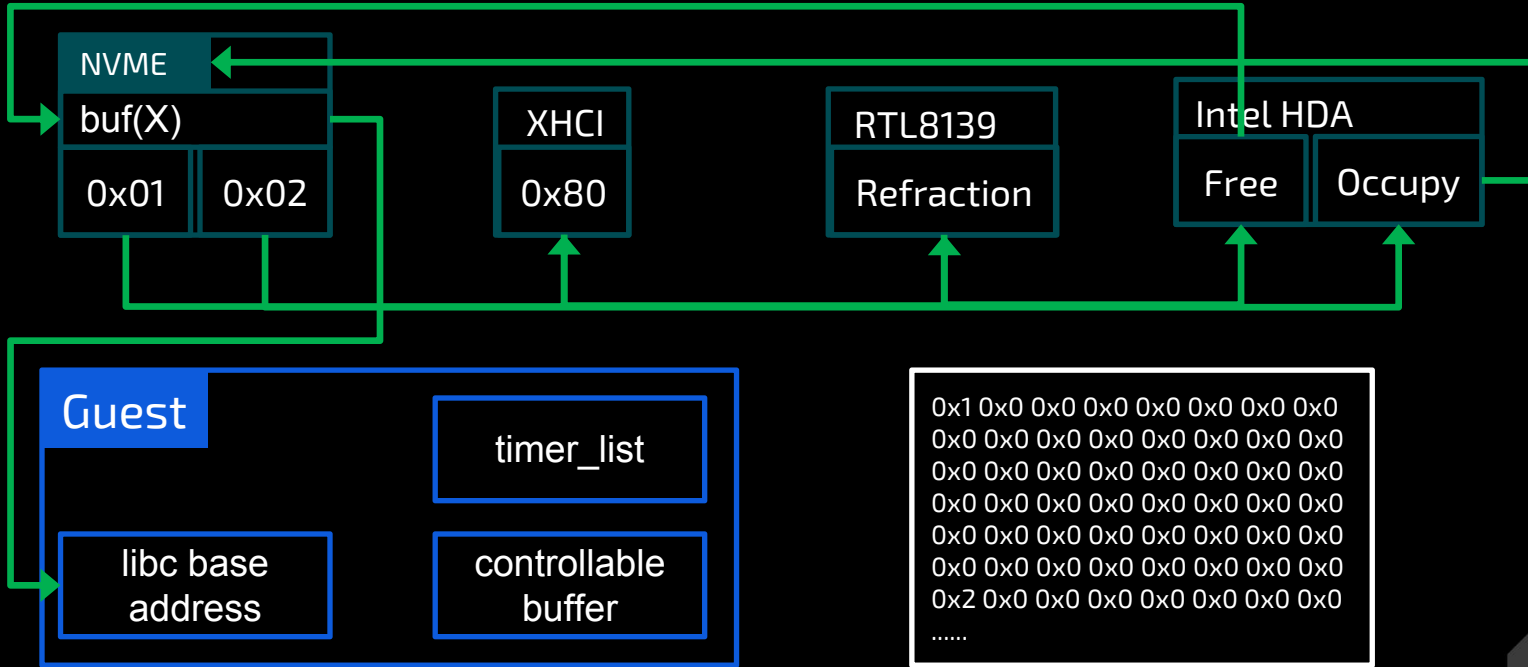 NVME
buf(X)
0x01 0x02
XHCI
0x80
RTL8139
Refraction
Intel HDA
Free Occupy
Guest
timer_list
libc base
address
controllable
buffer
0x1 0x0 0x0 0x0 0x0 0x0 0x0 0x0
0x0 0x0 0x0 0x0 0x0 0x0 0x0 0x0
0x0 0x0 0x0 0x0 0x0 0x0 0x0 0x0
0x0 0x0 0x0 0x0 0x0 0x0 0x0 0x0
0x0 0x0 0x0 0x0 0x0 0x0 0x0 0x0
0x0 0x0 0x0 0x0 0x0 0x0 0x0 0x0
0x2 0x0 0x0 0x0 0x0 0x0 0x0 0x0
......